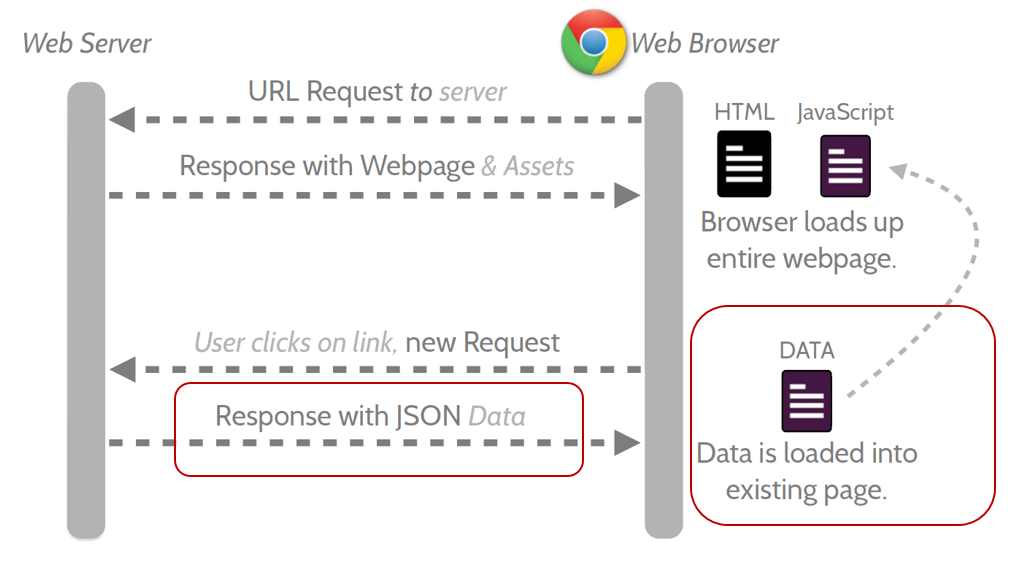 Web Server
Web Browser
URL Request to server
HTML JavaScript
Response with Webpage & Assets
Browser loads up
entire webpage.
User clicks on link, new Request
DATA
Response with JSON Data
Data is loaded into
existing page.